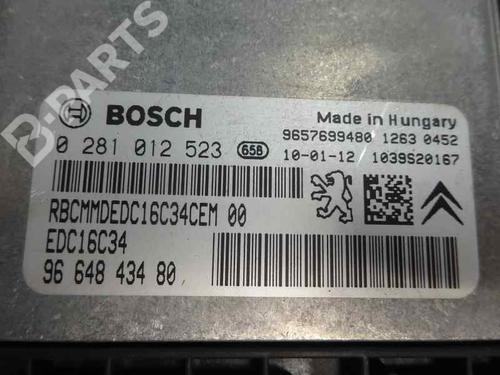 B-PARTS
BOSCH
Made in Hungary
0 281 012 523 658
9657699480 1263 0452
10-01-12 1039S20167
RBCMMDEDC16C34CEM 00
EDC16C34
96 648 434 80